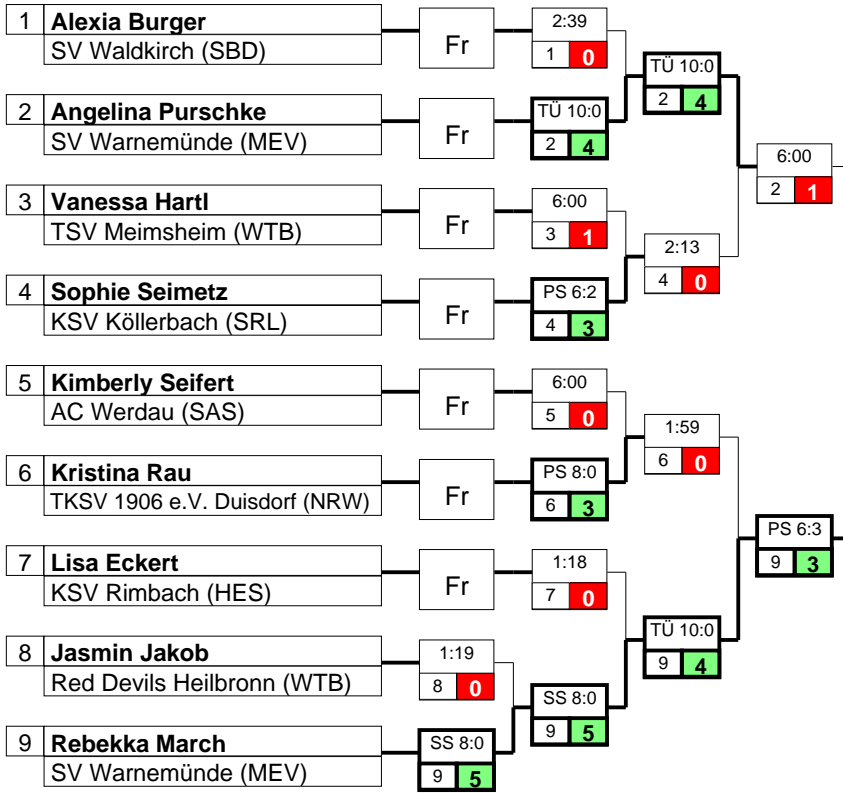 1 Alexia Burger
SV Waldkirch (SBD)
Fr
2:39
1 0
TÜ 10:0
2 4
2 Angelina Purschke
SV Warnemünde (MEV)
Fr
TÜ 10:0
2 4
6:00
2 1
3 Vanessa Hartl
TSV Meimsheim (WTB)
Fr
6:00
3 1
2:13
4 0
4 Sophie Seimetz
KSV Köllerbach (SRL)
Fr
PS 6:2
4 3
5 Kimberly Seifert
AC Werdau (SAS)
Fr
6:00
5 0
1:59
6 0
6 Kristina Rau
TKSV 1906 e.V. Duisdorf (NRW)
Fr
PS 8:0
6 3
PS 6:3
9 3
7 Lisa Eckert
KSV Rimbach (HES)
Fr
1:18
7 0
TÜ 10:0
9 4
8 Jasmin Jakob
Red Devils Heilbronn (WTB)
1:19
8 0
SS 8:0
9 5
9 Rebekka March
SV Warnemünde (MEV)
SS 8:0
9 5